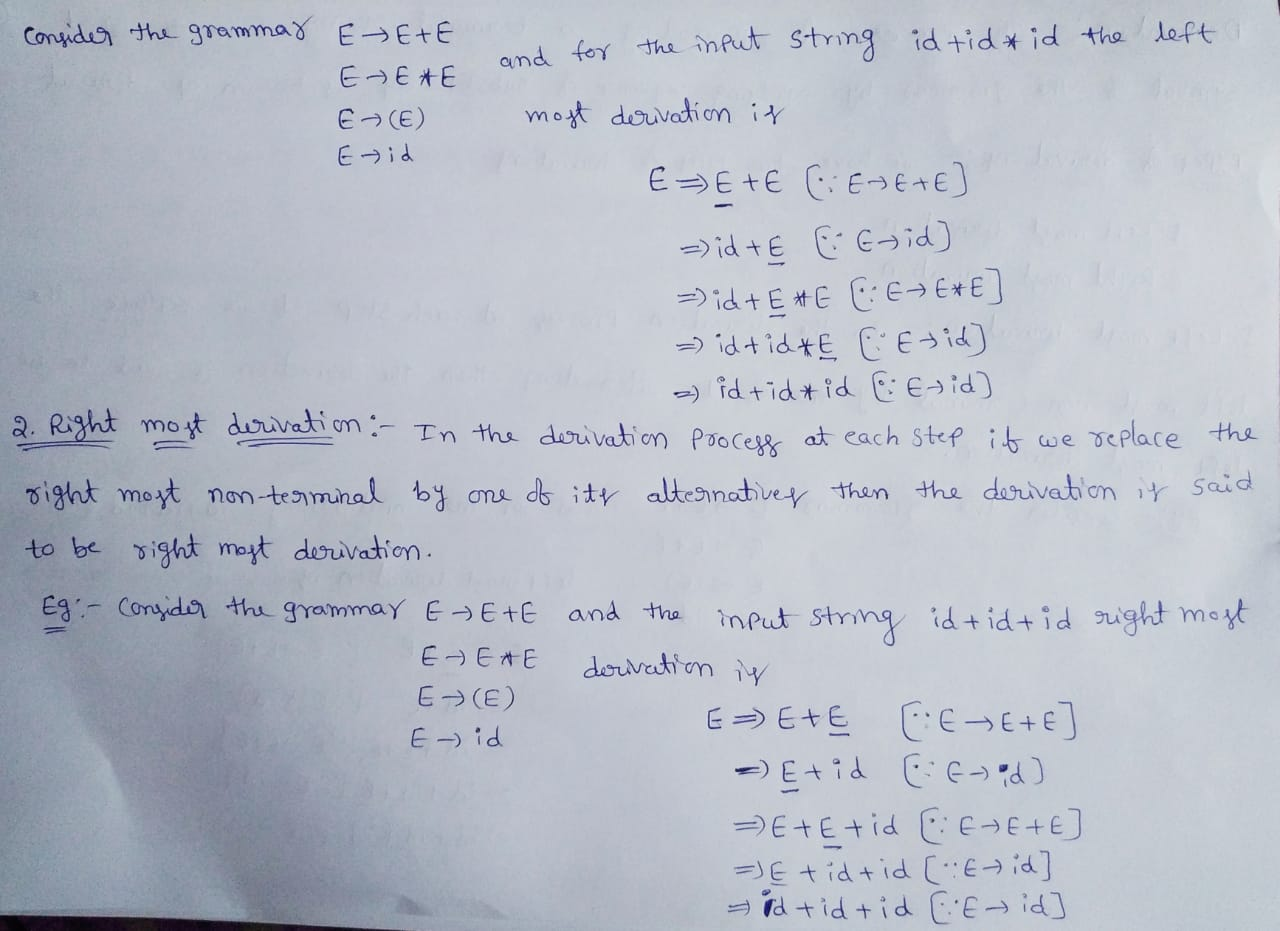 Consider the grammar E → E+E and for the input string id + id * id the left
E → E * E most derivation is
E → (E)
E → id
E ⇒ E + E [∵ E → E+E]
⇒ id + E [∵ E → id]
⇒ id + E * E [∵ E → E*E]
⇒ id + id * E [∵ E → id]
⇒ id + id * id [∵ E → id]
2. Right most derivation :- In the derivation process at each step if we replace the
right most non-terminal by one of its alternatives then the derivation is said
to be right most derivation.
Eg:- Consider the grammar E → E+E and the input string id + id + id right most
E → E * E derivation is
E → (E)
E → id
E ⇒ E + E [∵ E → E+E]
⇒ E + id [∵ E → id]
⇒ E + E + id [∵ E → E+E]
⇒ E + id + id [∵ E → id]
⇒ id + id + id [∵ E → id]